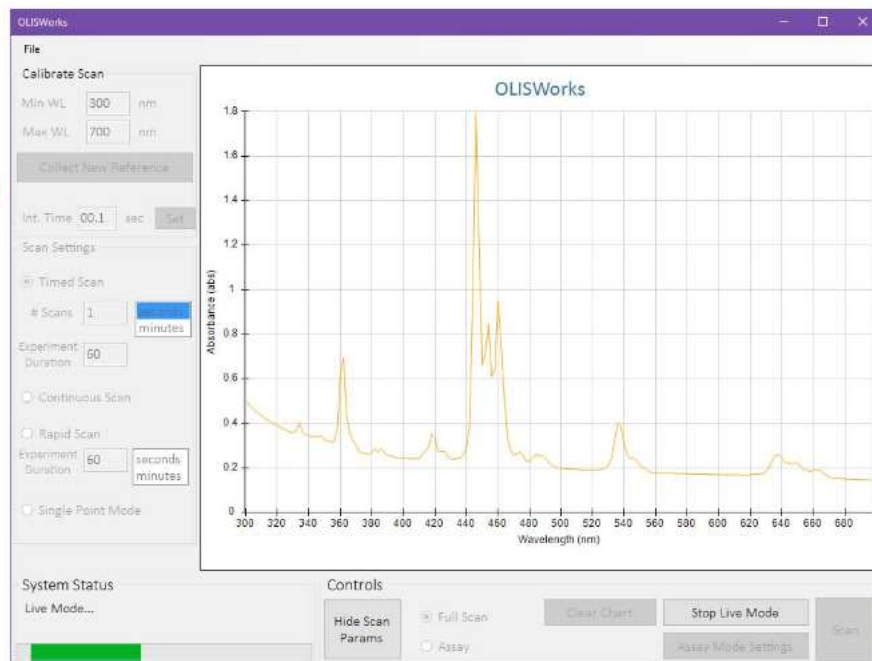 OLISWorks
File
Calibrate Scan
Min WL 300 nm
Max WL 700 nm
Collect New Reference
Int. Time 00.1 sec Set
Scan Settings
Timed Scan
# Scans 1 seconds
minutes
Experiment
Duration 60
Continuous Scan
Rapid Scan
Experiment
Duration 60 seconds
minutes
Single Point Mode
OLISWorks
Absorbance (abs)
1.8
1.6
1.4
1.2
1
0.8
0.6
0.4
0.2
0
300 320 340 360 380 400 420 440 460 480 500 520 540 560 580 600 620 640 660 680
Wavelength (nm)
System Status
Live Mode...
Controls
Hide Scan
Params
Full Scan
Assay
Clear Chart
Stop Live Mode
Assay Mode Settings
Scan